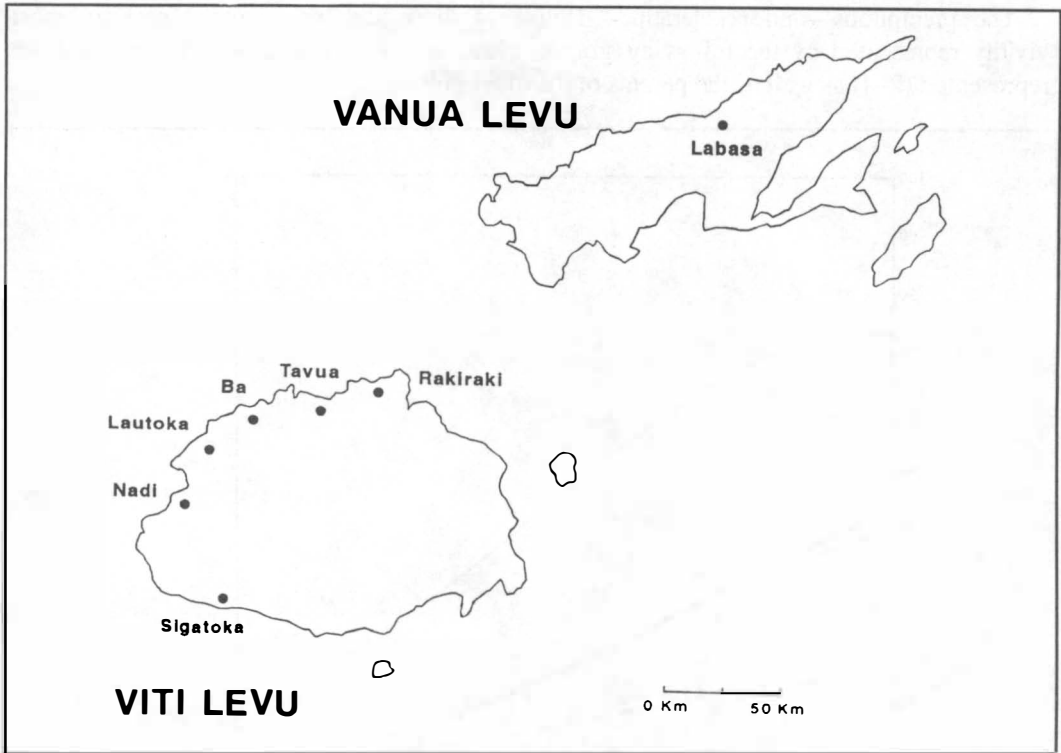 VANUA LEVU
Labasa
Tavua
Rakiraki
Ba
Lautoka
Nadi
Sigatoka
VITI LEVU
0 Km 50 Km